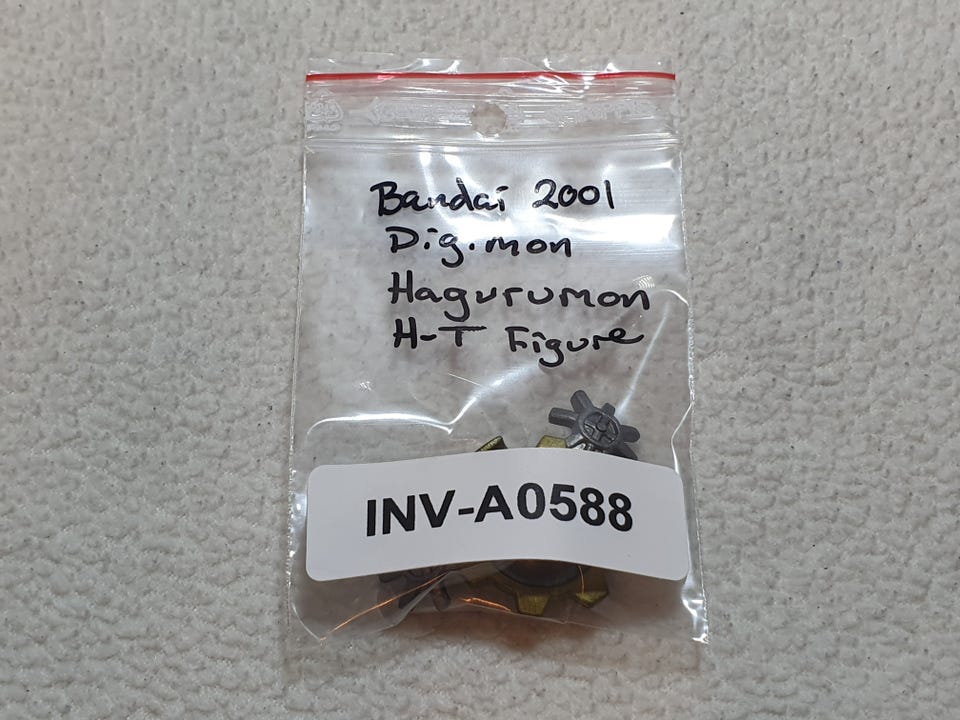 Bandai 2001
Digimon
Hagurumon
H-T Figure
INV-A0588